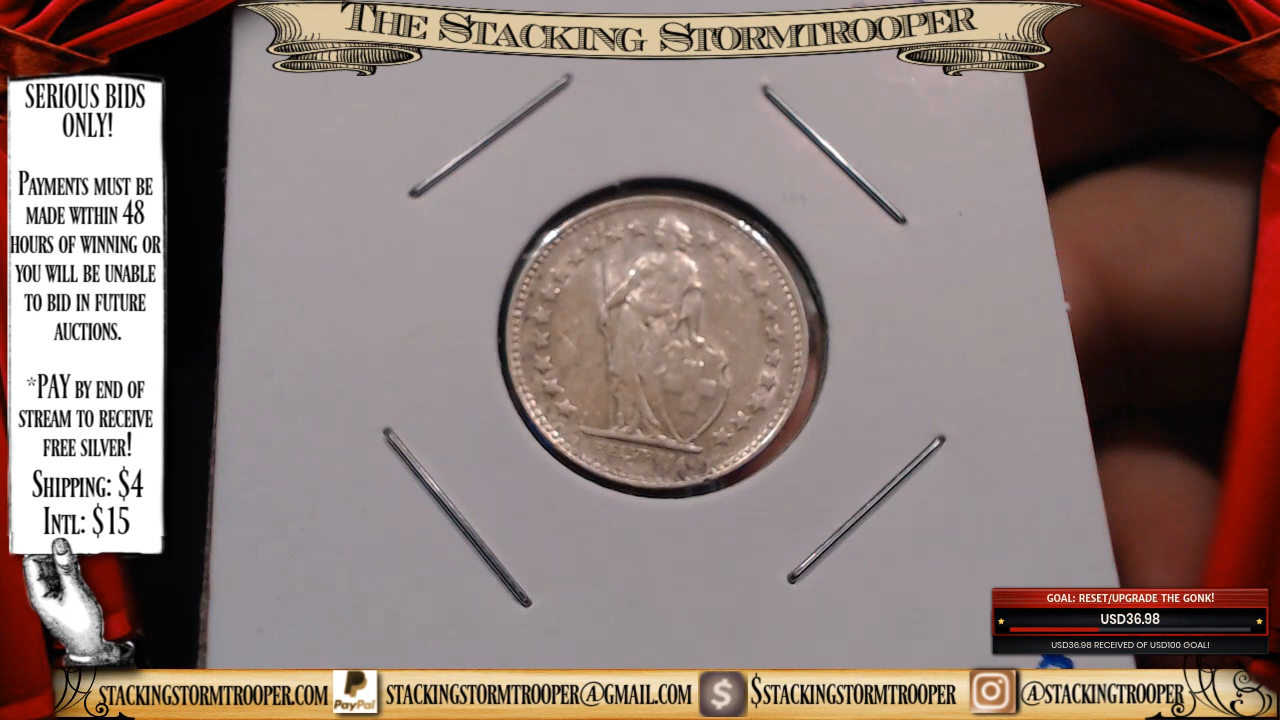 THE STACKING STORMTROOPER
SERIOUS BIDS
ONLY!
PAYMENTS MUST BE
MADE WITHIN 48
HOURS OF WINNING OR
YOU WILL BE UNABLE
TO BID IN FUTURE
AUCTIONS.
*PAY BY END OF
STREAM TO RECEIVE
FREE SILVER!
SHIPPING: $4
INTL: $15
GOAL: RESET/UPGRADE THE GONK!
USD36.98
USD36.98 RECEIVED OF USD100 GOAL!
STACKINGSTORMTROOPER.COM
PayPal
STACKINGSTORMTROOPER@GMAIL.COM
$
$STACKINGSTORMTROOPER
@STACKINGTROOPER